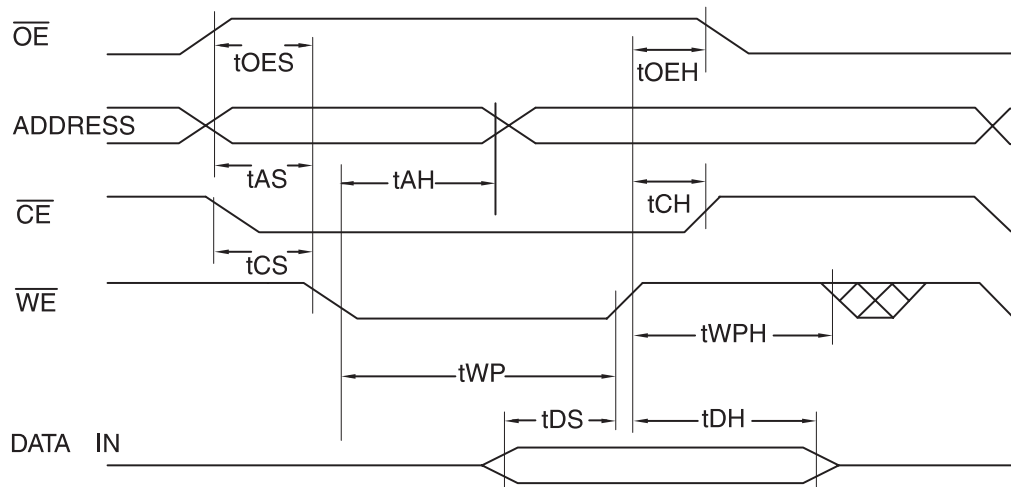 OE
tOES
tOEH
ADDRESS
tAS
tAH
tCH
CE
tCS
WE
tWPH
tWP
tDS
tDH
DATA IN